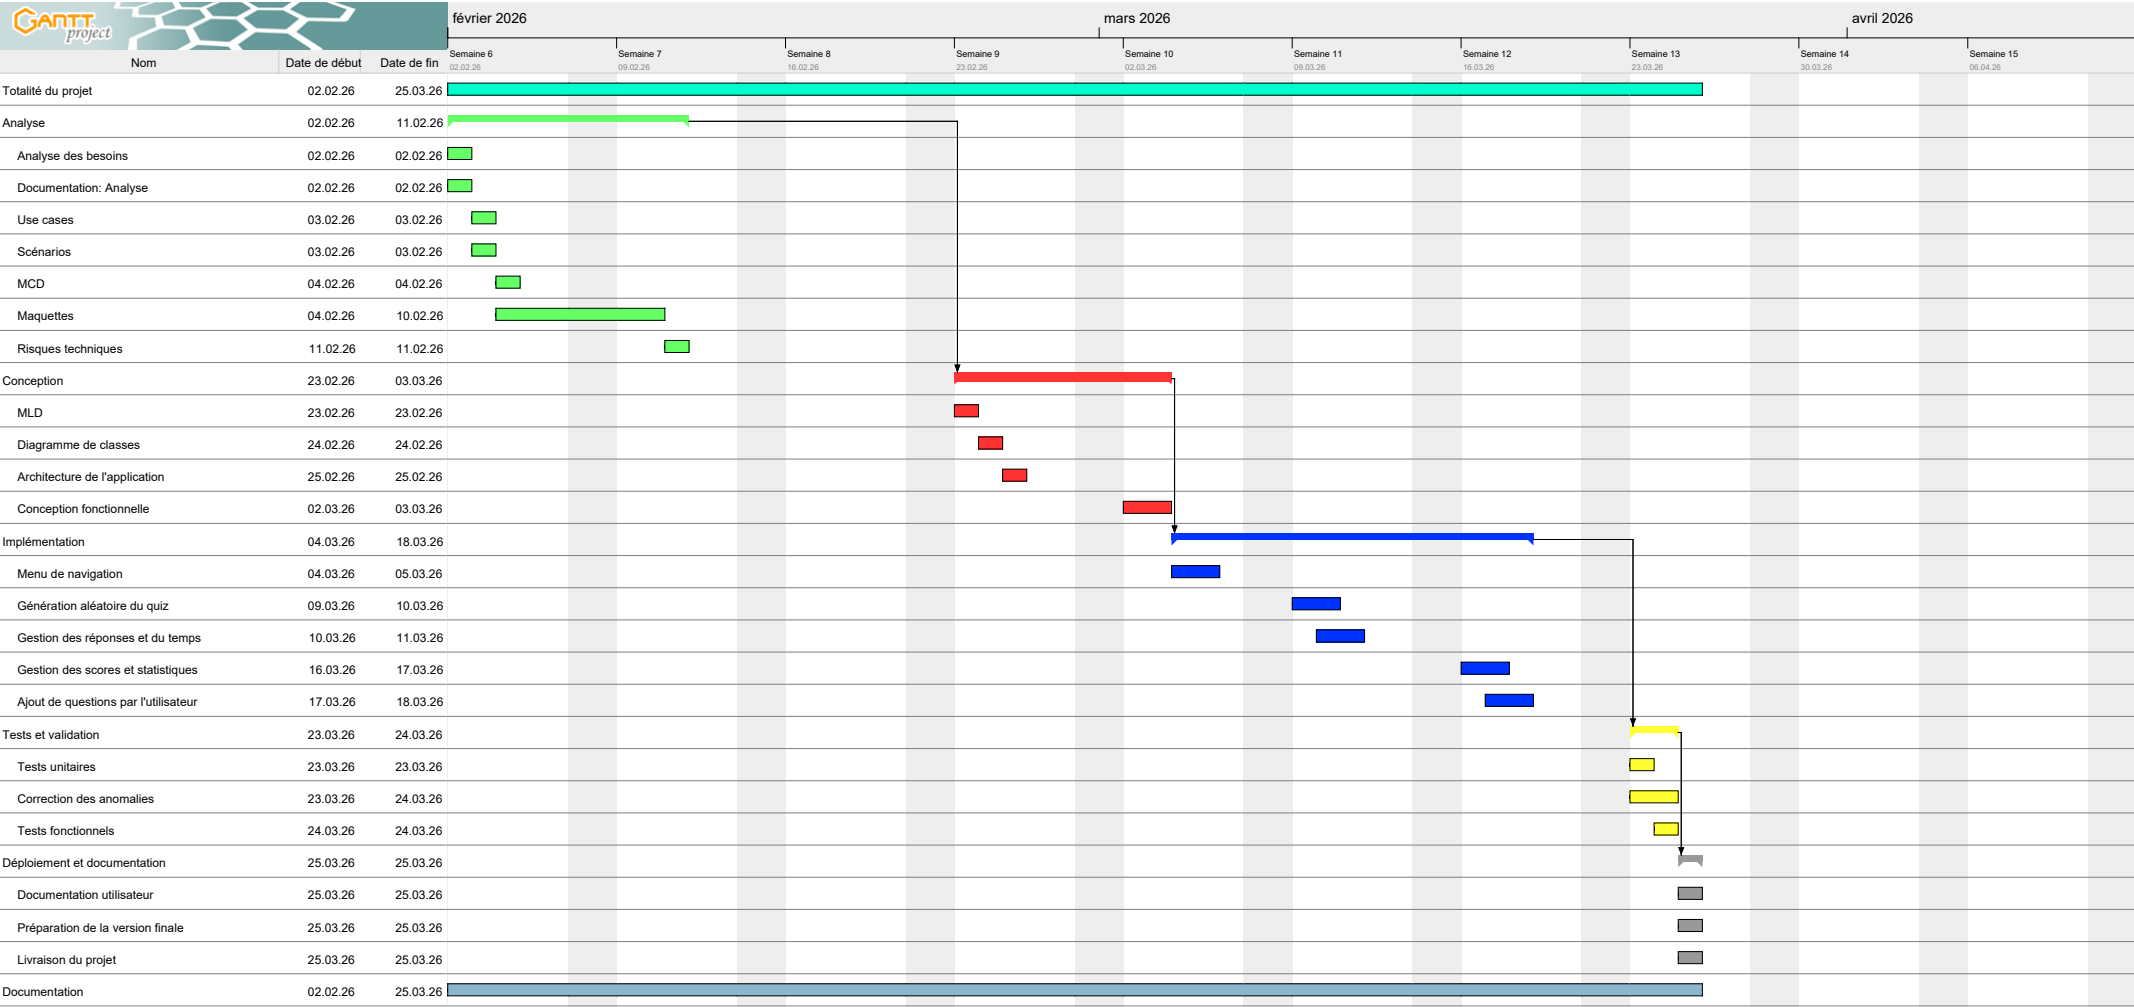 GANTT
project
février 2026 mars 2026 avril 2026
Semaine 6 Semaine 7 Semaine 8 Semaine 9 Semaine 10 Semaine 11 Semaine 12 Semaine 13 Semaine 14 Semaine 15
Nom Date de début Date de fin 02.02.26 09.02.26 16.02.26 23.02.26 02.03.26 09.03.26 16.03.26 23.03.26 30.03.26 06.04.26
Totalité du projet 02.02.26 25.03.26
Analyse 02.02.26 11.02.26
Analyse des besoins 02.02.26 02.02.26
Documentation: Analyse 02.02.26 02.02.26
Use cases 03.02.26 03.02.26
Scénarios 03.02.26 03.02.26
MCD 04.02.26 04.02.26
Maquettes 04.02.26 10.02.26
Risques techniques 11.02.26 11.02.26
Conception 23.02.26 03.03.26
MLD 23.02.26 23.02.26
Diagramme de classes 24.02.26 24.02.26
Architecture de l'application 25.02.26 25.02.26
Conception fonctionnelle 02.03.26 03.03.26
Implémentation 04.03.26 18.03.26
Menu de navigation 04.03.26 05.03.26
Génération aléatoire du quiz 09.03.26 10.03.26
Gestion des réponses et du temps 10.03.26 11.03.26
Gestion des scores et statistiques 16.03.26 17.03.26
Ajout de questions par l'utilisateur 17.03.26 18.03.26
Tests et validation 23.03.26 24.03.26
Tests unitaires 23.03.26 23.03.26
Correction des anomalies 23.03.26 24.03.26
Tests fonctionnels 24.03.26 24.03.26
Déploiement et documentation 25.03.26 25.03.26
Documentation utilisateur 25.03.26 25.03.26
Préparation de la version finale 25.03.26 25.03.26
Livraison du projet 25.03.26 25.03.26
Documentation 02.02.26 25.03.26